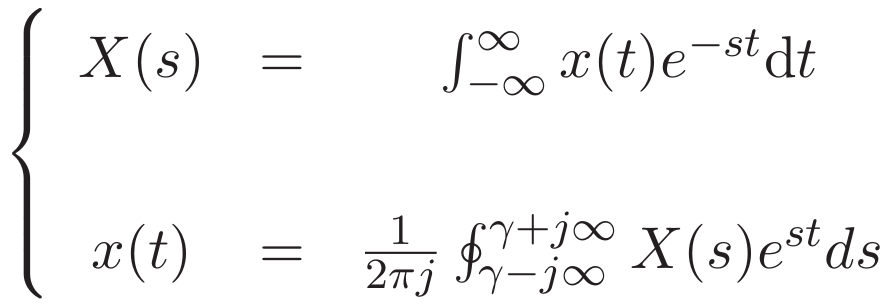 X(s) = ∫_{-∞}^{∞} x(t)e^{-st}dt
x(t) = \frac{1}{2πj} ∮_{γ-j∞}^{γ+j∞} X(s)e^{st}ds